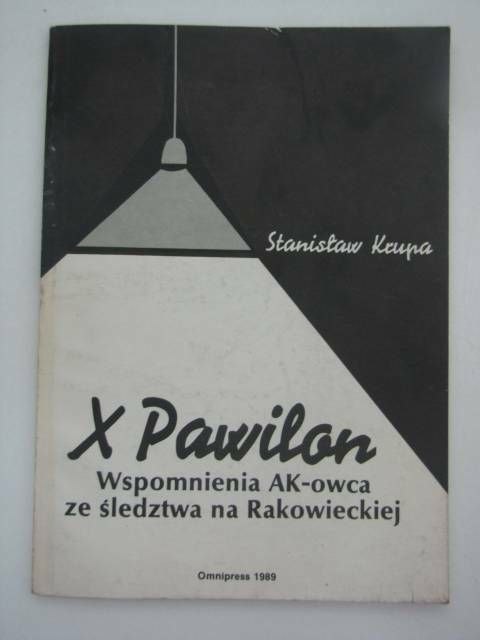 Stanisław Krupa
X Pawilon
Wspomnienia AK-owca
ze śledztwa na Rakowieckiej
Omnipress 1989